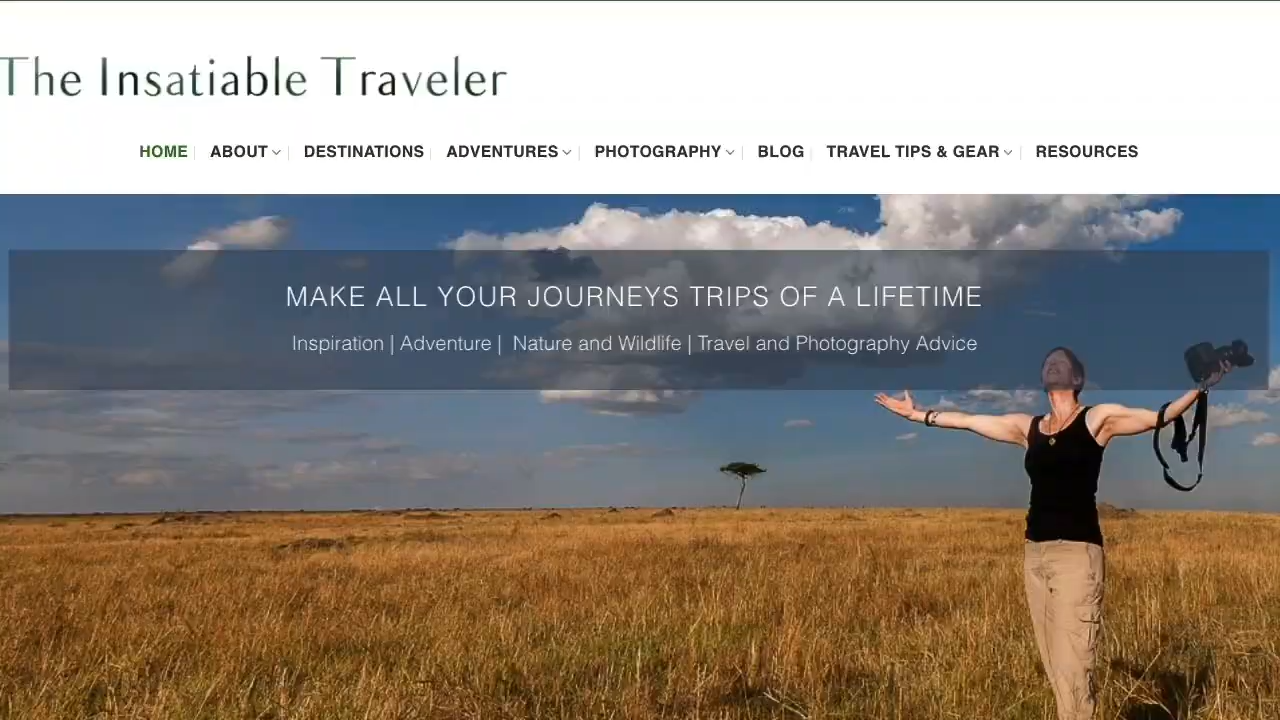 The Insatiable Traveler
HOME ABOUT DESTINATIONS ADVENTURES PHOTOGRAPHY BLOG TRAVEL TIPS & GEAR RESOURCES
MAKE ALL YOUR JOURNEYS TRIPS OF A LIFETIME
Inspiration | Adventure | Nature and Wildlife | Travel and Photography Advice